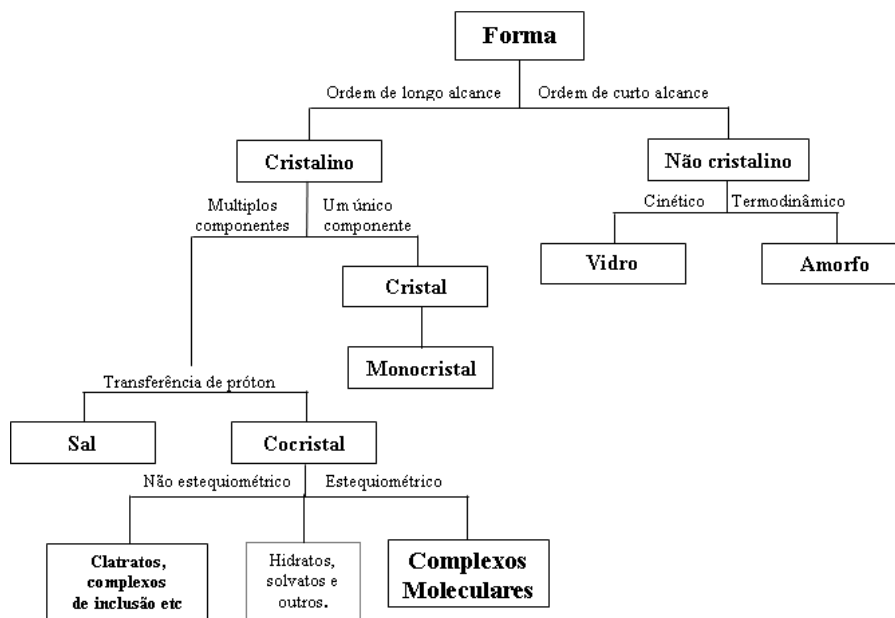 Forma
Ordem de longo alcance
Ordem de curto alcance
Cristalino
Não cristalino
Multiplos
componentes
Um único
componente
Cinético
Termodinâmico
Vidro
Amorfo
Cristal
Monocristal
Transferência de próton
Sal
Cocristal
Não estequiométrico
Estequiométrico
Clatratos,
complexos
de inclusão etc
Hidratos,
solvatos e
outros.
Complexos
Moleculares